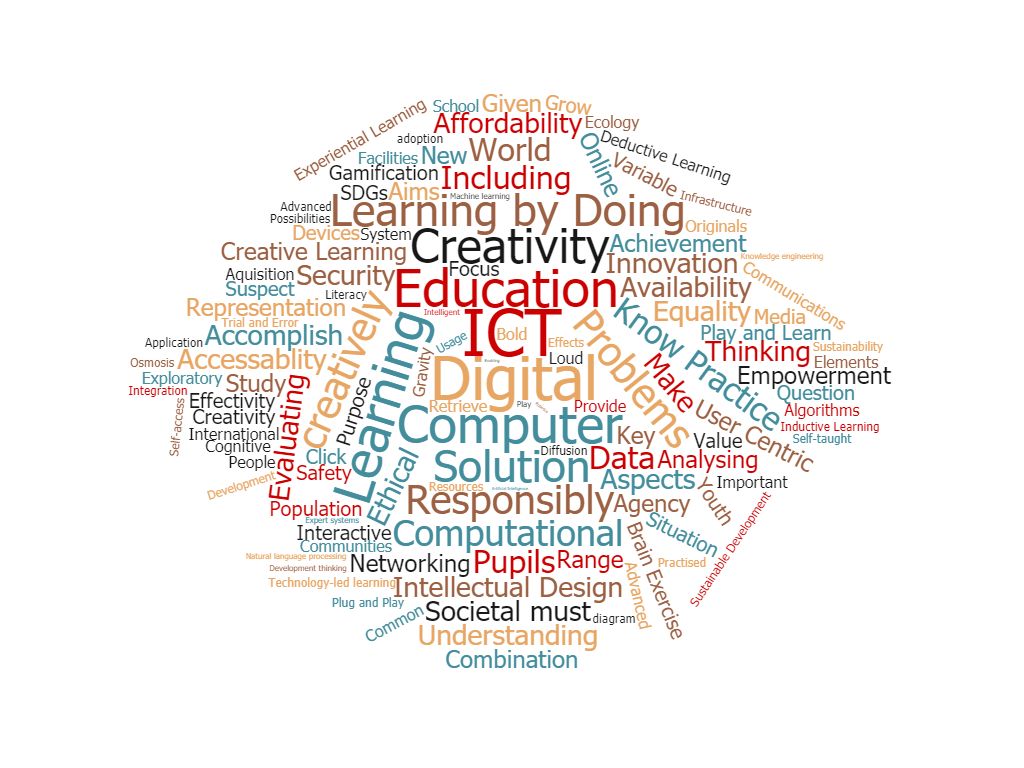 School
Given
Grow
Experiential Learning
Affordability
Ecology
adoption
Deductive Learning
Facilities
New
World
Online
Gamification
Including
Variable
SDGs
Aims
Machine learning
Infrastructure
Advanced
Possibilities
Learning by Doing
Originals
Devices
System
Creativity
Achievement
Creative Learning
Innovation
Knowledge engineering
Aquisition
Security
Focus
Communications
Suspect
Literacy
Education
Availability
Representation
Intelligent
ICT
Know Practice
Equality
Media
Trial and Error
creatively
Learning
Usage
Bold
Effects
Problems
Play and Learn
Application
Accomplish
Loud
Thinking
Sustainability
Osmosis
Accessablity
Gravity
Digital
Make
Elements
Exploratory
Study
Purpose
Empowerment
Integration
Effectivity
Evaluating
Retrieve
Play
Provide
User Centric
Question
Self-access
Creativity
Computer
Algorithms
International
Key
Value
Inductive Learning
Cognitive
Click
Ethical
Diffusion
Self-taught
People
Safety
Solution
Data
Analysing
Development
Resources
Artificial Intelligence
Aspects
Youth
Important
Population
Responsibly
Agency
Sustainable Development
Expert systems
Interactive
Computational
Situation
Communities
Brain Exercise
Natural language processing
Networking
Pupils
Range
Practised
Development thinking
Technology-led learning
Intellectual Design
Advanced
Plug and Play
Common
Societal must
diagram
Understanding
Combination